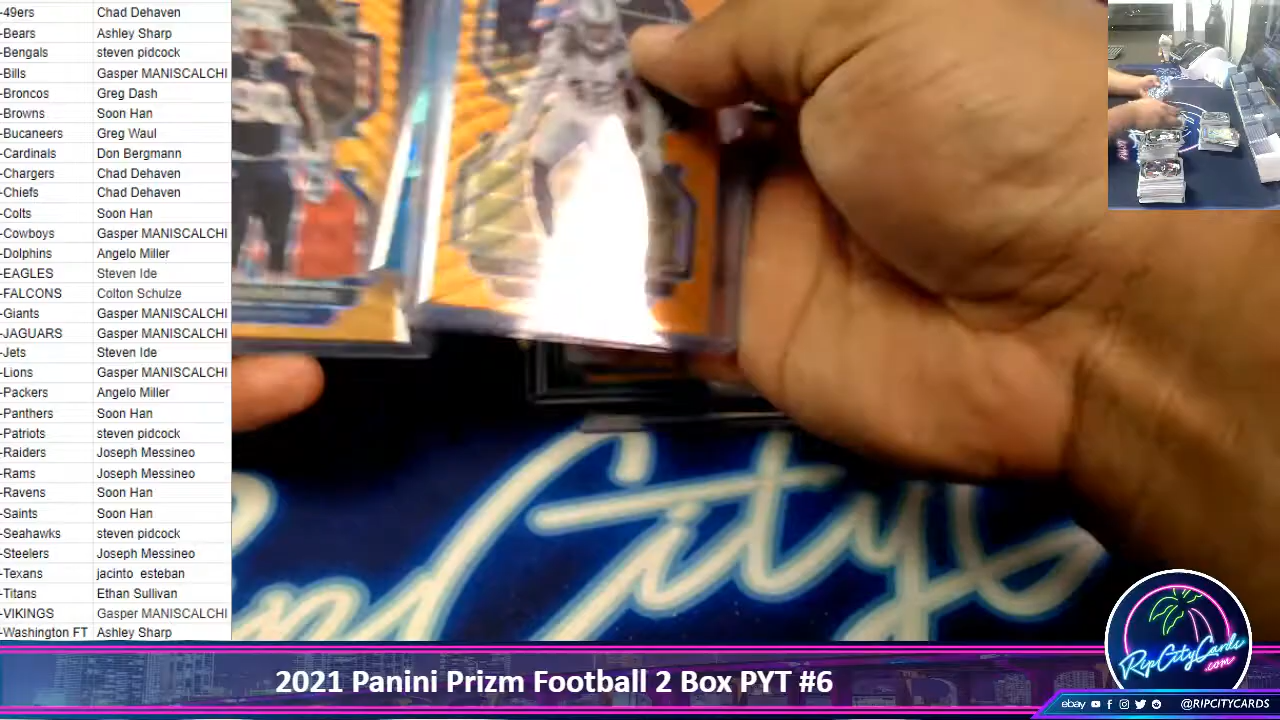 -49ers Chad Dehaven
-Bears Ashley Sharp
-Bengals steven pidcock
-Bills Gasper MANISCALCHI
-Broncos Greg Dash
-Browns Soon Han
-Bucaneers Greg Waul
-Cardinals Don Bergmann
-Chargers Chad Dehaven
-Chiefs Chad Dehaven
-Colts Soon Han
-Cowboys Gasper MANISCALCHI
-Dolphins Angelo Miller
-EAGLES Steven Ide
-FALCONS Colton Schulze
-Giants Gasper MANISCALCHI
-JAGUARS Gasper MANISCALCHI
-Jets Steven Ide
-Lions Gasper MANISCALCHI
-Packers Angelo Miller
-Panthers Soon Han
-Patriots steven pidcock
-Raiders Joseph Messineo
-Rams Joseph Messineo
-Ravens Soon Han
-Saints Soon Han
-Seahawks steven pidcock
-Steelers Joseph Messineo
-Texans jacinto esteban
-Titans Ethan Sullivan
-VIKINGS Gasper MANISCALCHI
-Washington FT Ashley Sharp
City
2021 Panini Prizm Football 2 Box PYT #6
RipCityCards
.com
ebay @RIPCITYCARDS